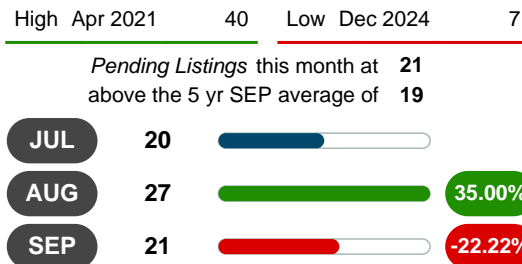 High Apr 2021 40 Low Dec 2024 7
Pending Listings this month at 21
above the 5 yr SEP average of 19
JUL 20
AUG 27 35.00%
SEP 21 -22.22%